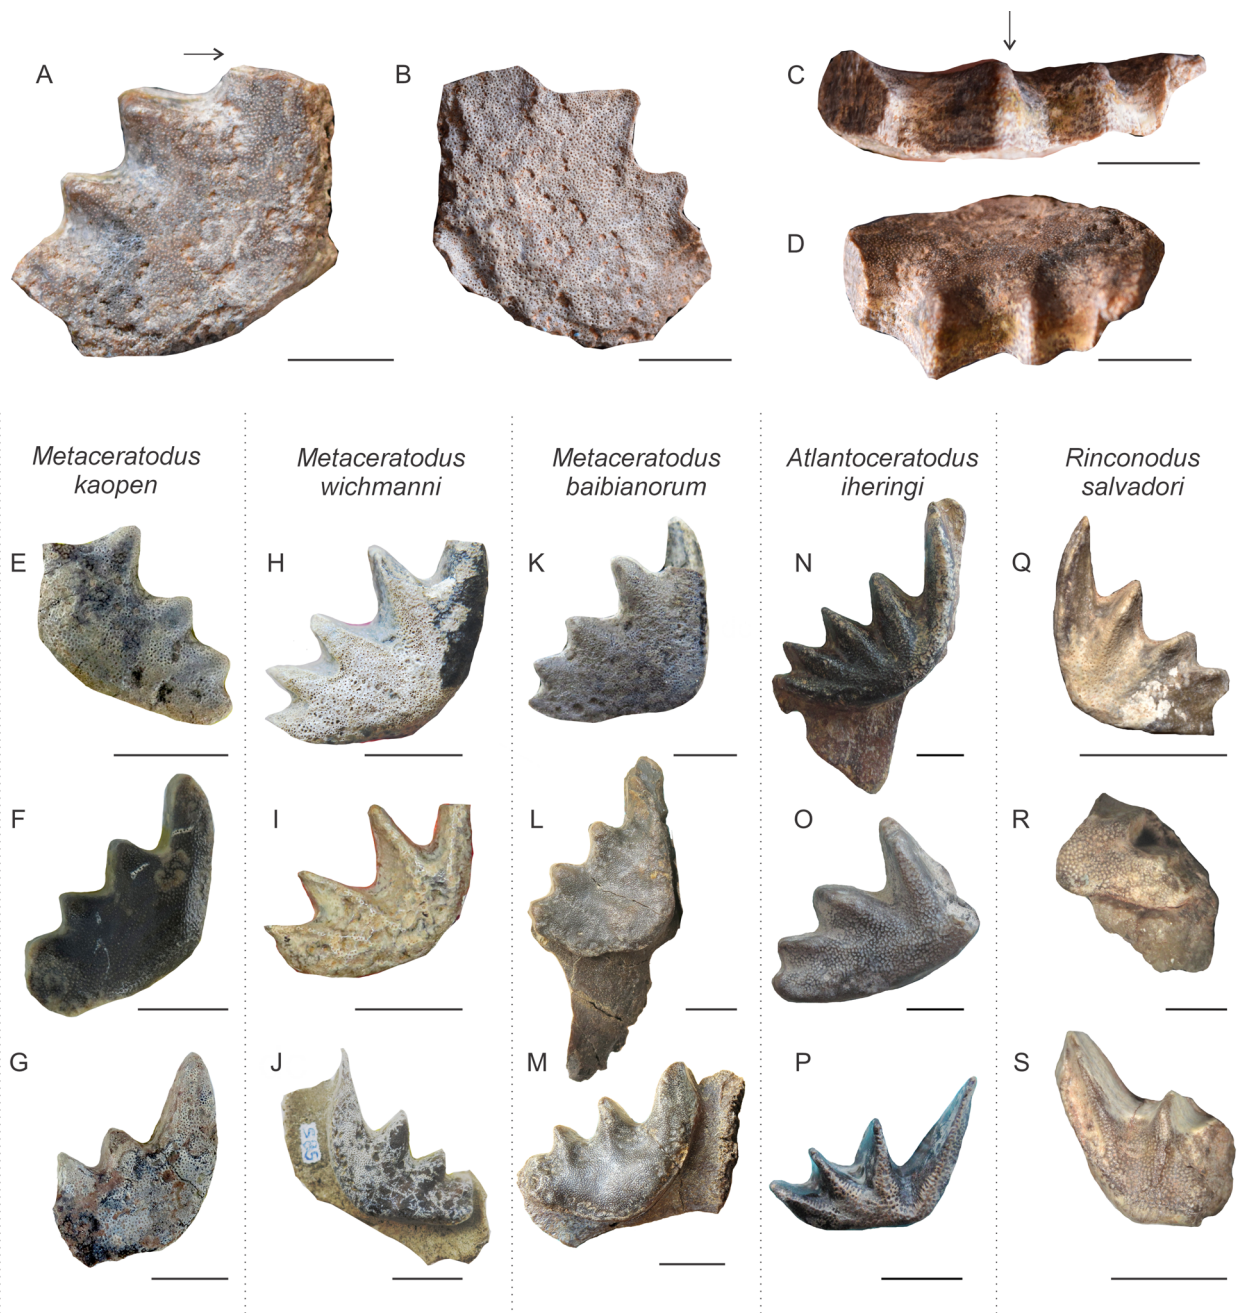 A
B
C
D
Metaceratodus
kaopen
Metaceratodus
wichmanni
Metaceratodus
baibianorum
Atlantoceratodus
iheringi
Rinconodus
salvadori
E
H
K
N
Q
F
I
L
O
R
G
J
M
P
S